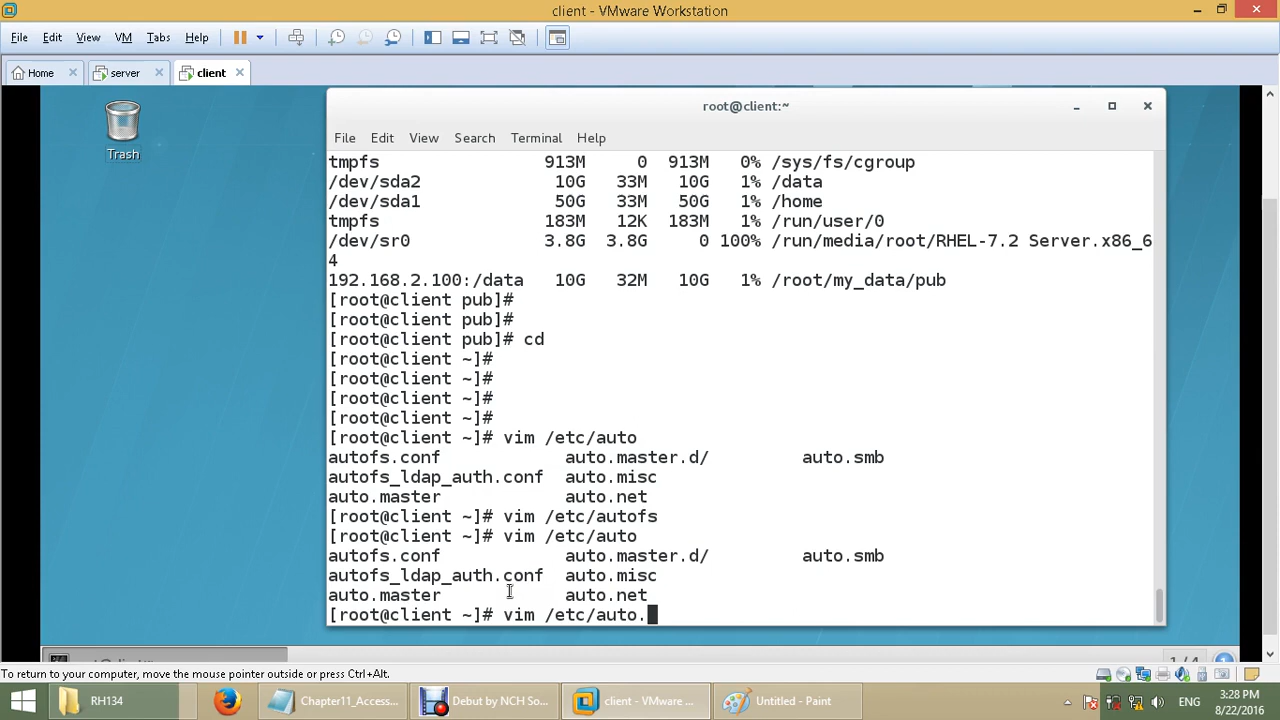 client - VMware Workstation
File Edit View VM Tabs Help
Home server client
Trash
root@client:~
File Edit View Search Terminal Help
tmpfs 913M 0 913M 0% /sys/fs/cgroup
/dev/sda2 10G 33M 10G 1% /data
/dev/sda1 50G 33M 50G 1% /home
tmpfs 183M 12K 183M 1% /run/user/0
/dev/sr0 3.8G 3.8G 0 100% /run/media/root/RHEL-7.2 Server.x86_6
4
192.168.2.100:/data 10G 32M 10G 1% /root/my_data/pub
[root@client pub]#
[root@client pub]#
[root@client pub]# cd
[root@client ~]#
[root@client ~]#
[root@client ~]#
[root@client ~]#
[root@client ~]# vim /etc/auto
autofs.conf auto.master.d/ auto.smb
autofs_ldap_auth.conf auto.misc
auto.master auto.net
[root@client ~]# vim /etc/autofs
[root@client ~]# vim /etc/auto
autofs.conf auto.master.d/ auto.smb
autofs_ldap_auth.conf auto.misc
auto.master auto.net
[root@client ~]# vim /etc/auto.
1/4
To return to your computer, move the mouse pointer outside or press Ctrl+Alt.
RH134 Chapter11_Access... Debut by NCH So... client - VMware ... Untitled - Paint ENG 3:28 PM
8/22/2016